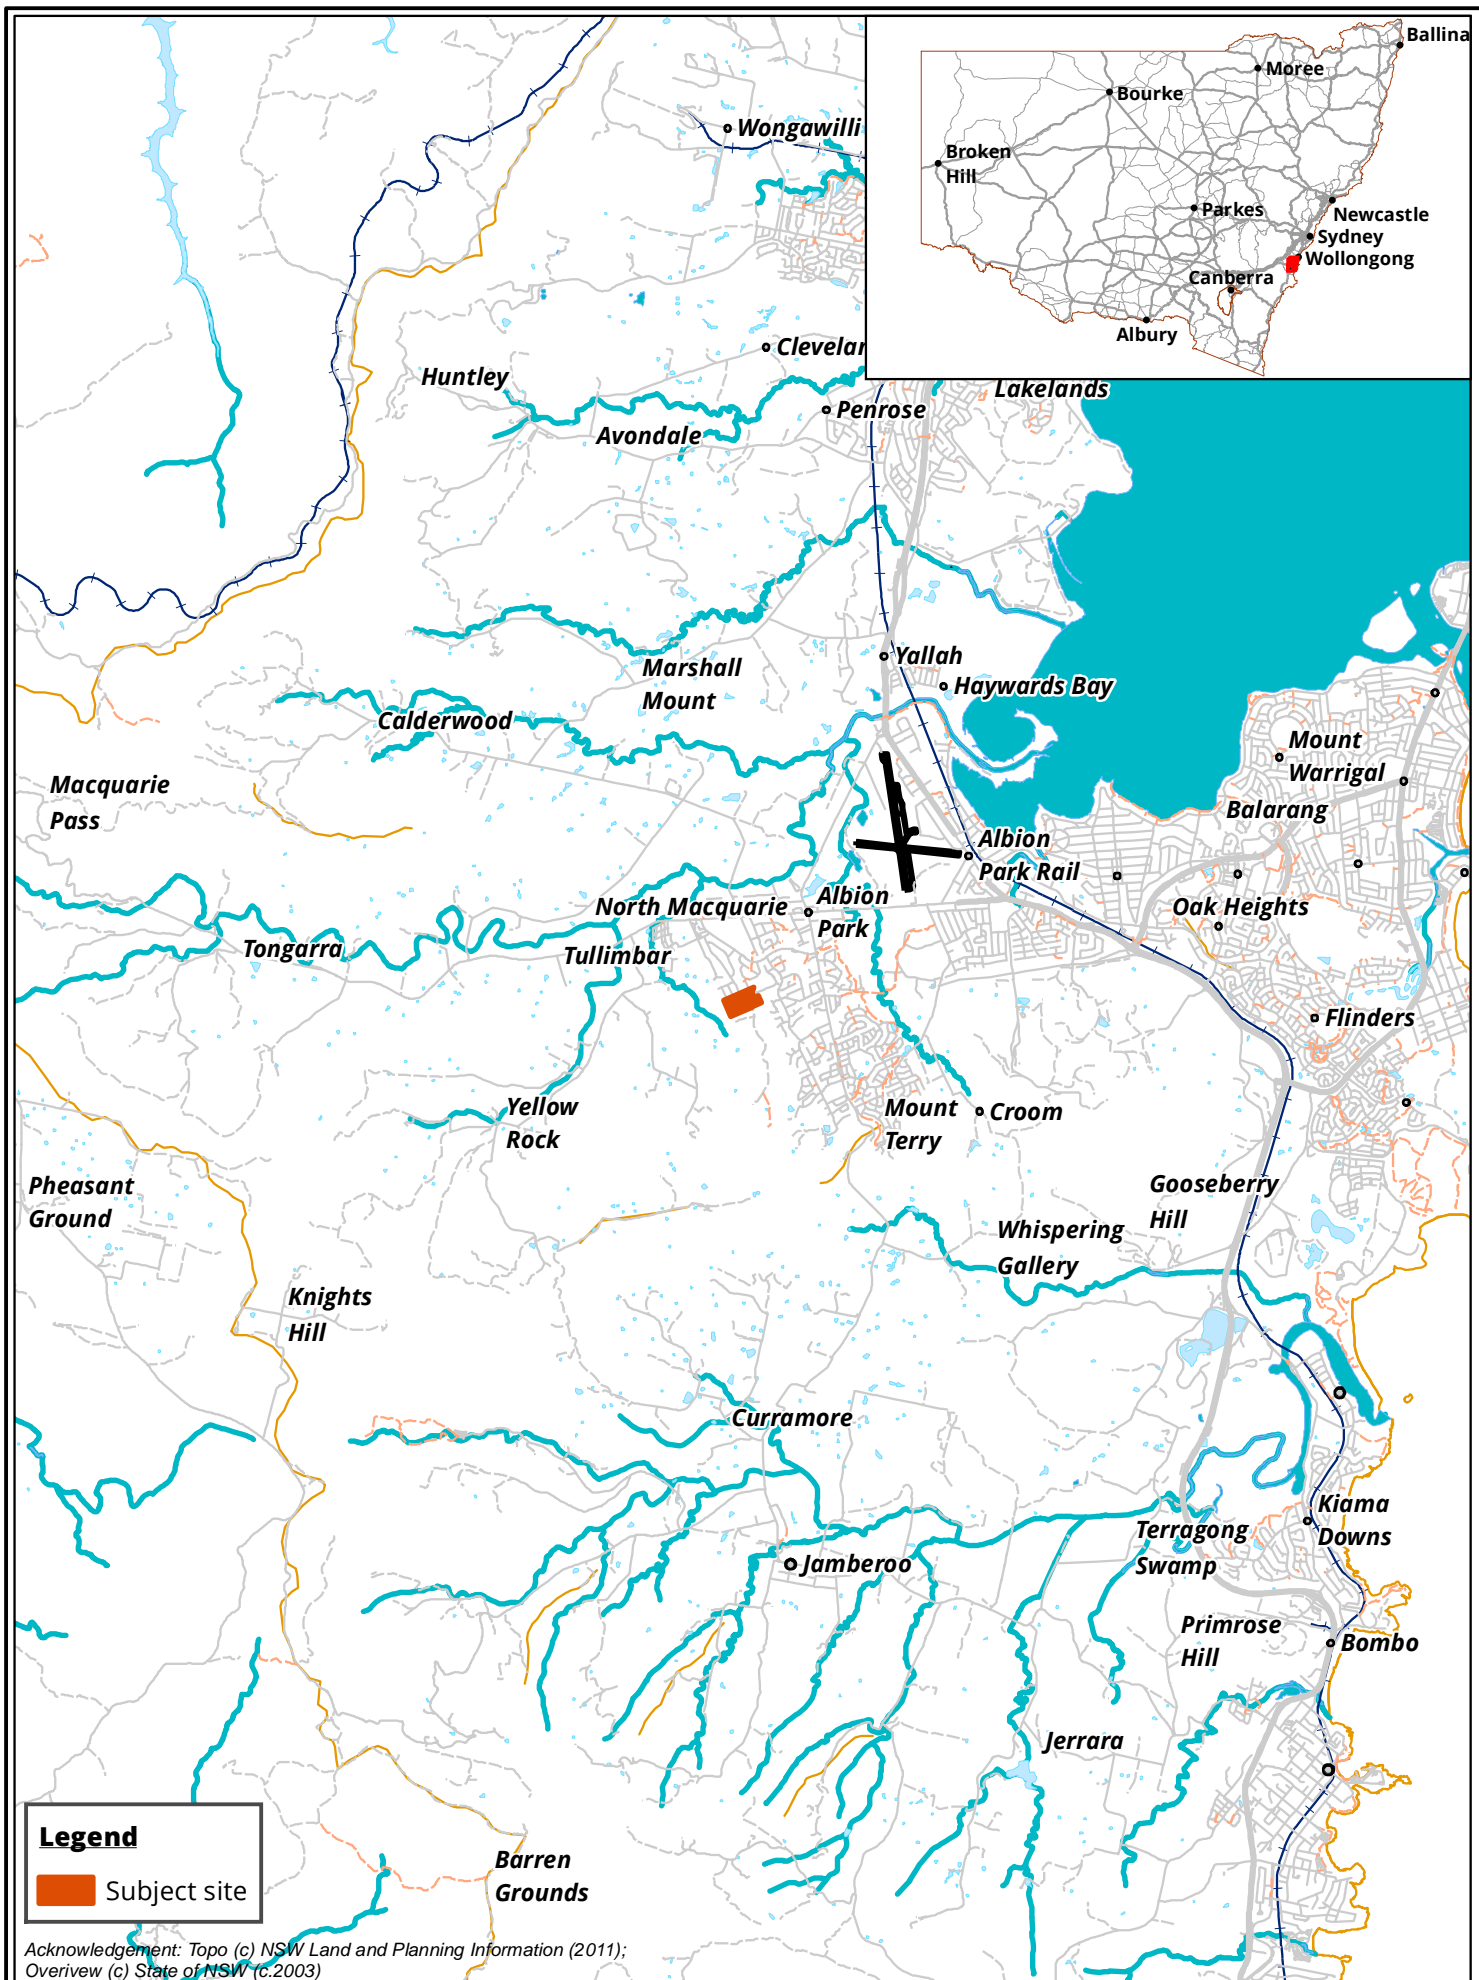 Ballina
Moree
Bourke
Broken
Hill
Parkes
Newcastle
Sydney
Wollongong
Canberra
Albury
Wongawilli
Clevelar
Huntley
Lakelands
Penrose
Avondale
Yallah
Marshall
Mount
Haywards Bay
Calderwood
Mount
Warrigal
Macquarie
Pass
Balarang
Albion
Park Rail
North Macquarie
Albion
Park
Oak Heights
Tongarra
Tullimbar
Flinders
Yellow
Rock
Mount
Terry
Croom
Pheasant
Ground
Gooseberry
Hill
Whispering
Gallery
Knights
Hill
Curramore
Kiama
Downs
Terragong
Swamp
Jamberoo
Primrose
Hill
Bombo
Jerrara
Barren
Grounds
Legend
Subject site
Acknowledgement: Topo (c) NSW Land and Planning Information (2011);
Overivew (c) State of NSW (c.2003)